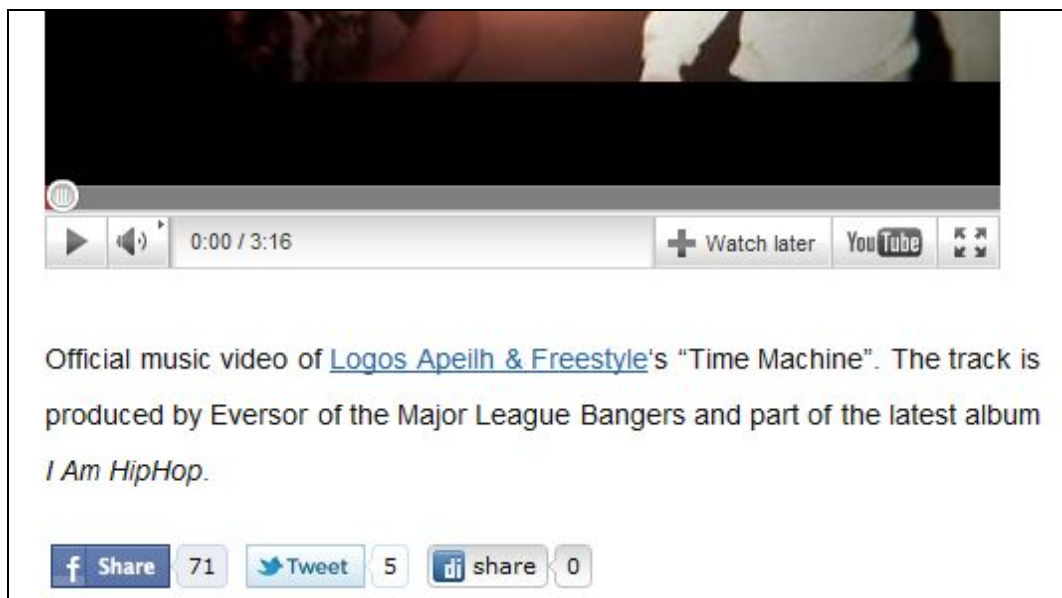 0:00 / 3:16 Watch later YouTube
Official music video of Logos Apeilh & Freestyle‘s “Time Machine”. The track is
produced by Eversor of the Major League Bangers and part of the latest album
I Am HipHop.
f Share 71 Tweet 5 dj share 0